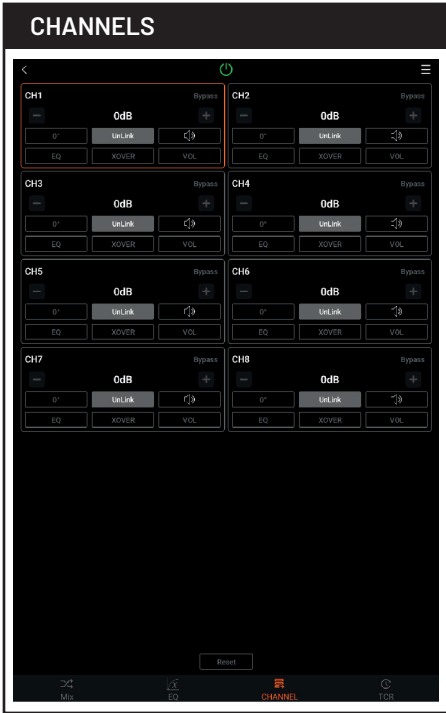 CHANNELS
CH1 Bypass CH2 Bypass
0dB 0dB
0° UnLink 0° UnLink
EQ XOVER VOL EQ XOVER VOL
CH3 Bypass CH4 Bypass
0dB 0dB
0° UnLink 0° UnLink
EQ XOVER VOL EQ XOVER VOL
CH5 Bypass CH6 Bypass
0dB 0dB
0° UnLink 0° UnLink
EQ XOVER VOL EQ XOVER VOL
CH7 Bypass CH8 Bypass
0dB 0dB
0° UnLink 0° UnLink
EQ XOVER VOL EQ XOVER VOL
Reset
Mix EQ CHANNEL TCR